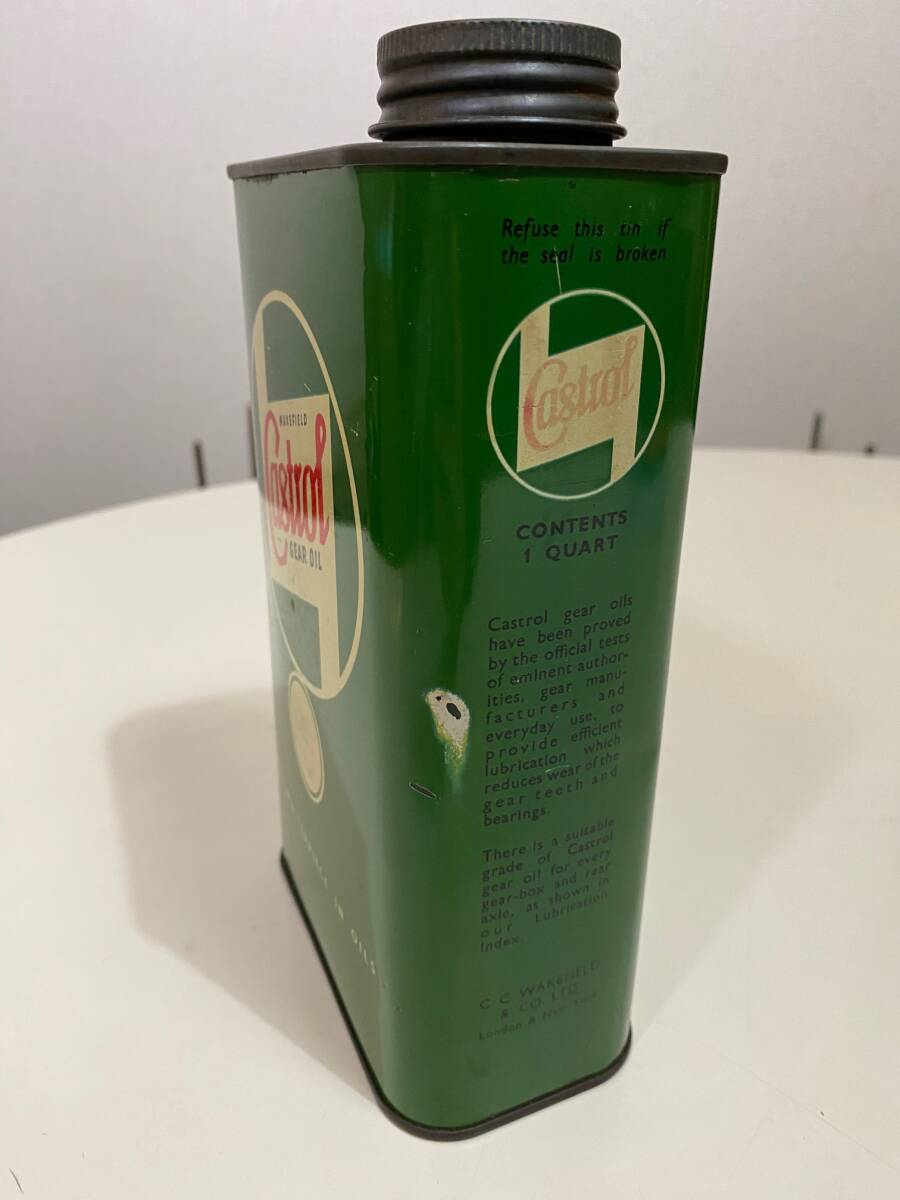 WAKEFIELD
Castrol
GEAR OIL
IN OILS
Refuse this tin if
the seal is broken
Castrol
CONTENTS
1 QUART
Castrol gear oils
have been proved
by the official tests
of eminent author-
ities, gear manu-
facturers and
everyday use, to
provide efficient
lubrication which
reduces wear of the
gear teeth and
bearings.
There is a suitable
grade of Castrol
gear oil for every
gear-box and rear
axle, as shown in
our Lubrication
Index.
C. C. WAKEFIELD
& CO. LTD.
London & New York